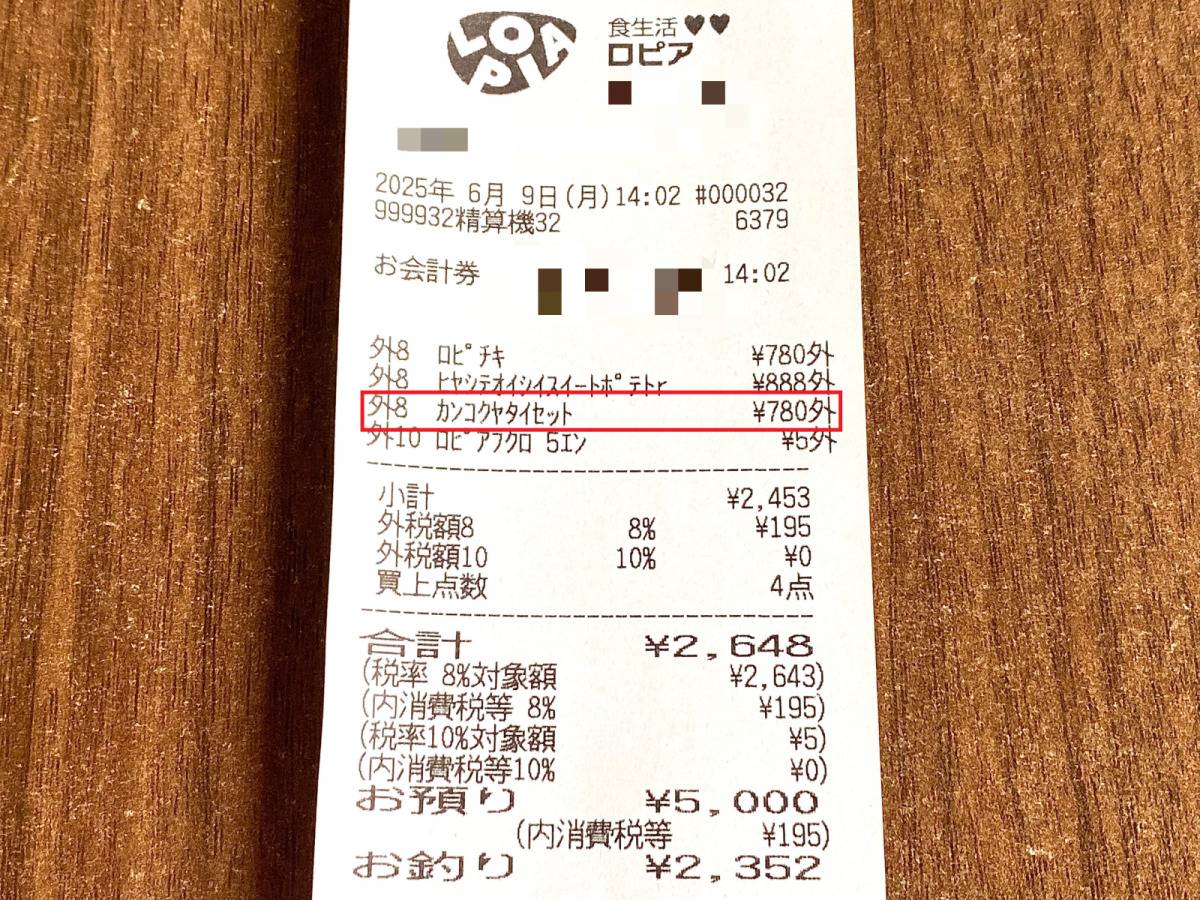 LOPIA
食生活♥♥
ロピア
2025年 6月 9日(月)14:02 #000032
999932精算機32 6379
お会計券 14:02
外8 ロピチキ ¥780外
外8 ヒヤシテオイシイスイートポテトr ¥888外
外8 カンコクヤタイセット ¥780外
外10 ロピアフクロ 5エン ¥5外
小計 ¥2,453
外税額8 8% ¥195
外税額10 10% ¥0
買上点数 4点
合計 ¥2,648
(税率 8%対象額 ¥2,643)
(内消費税等 8% ¥195)
(税率10%対象額 ¥5)
(内消費税等10% ¥0)
お預り ¥5,000
(内消費税等 ¥195)
お釣り ¥2,352